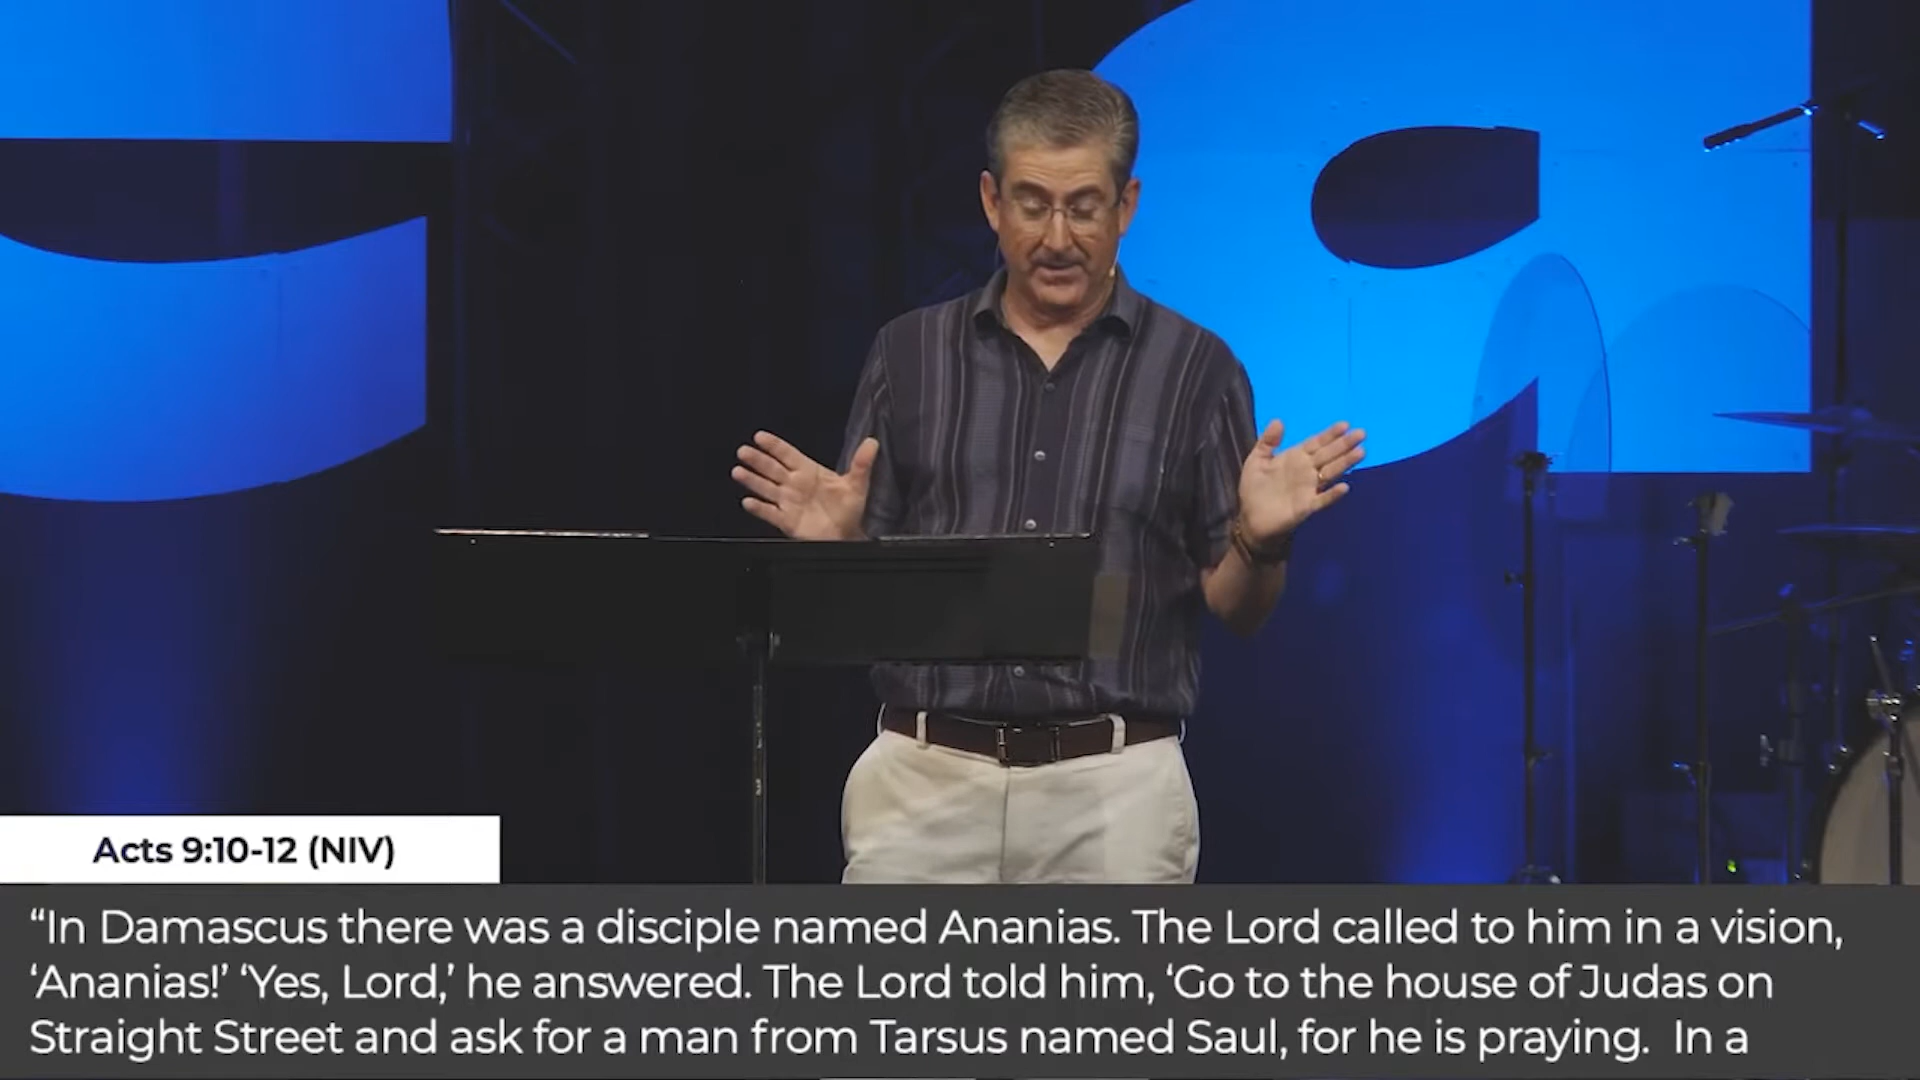 Acts 9:10-12 (NIV)
“In Damascus there was a disciple named Ananias. The Lord called to him in a vision,
‘Ananias!’ ‘Yes, Lord,’ he answered. The Lord told him, ‘Go to the house of Judas on
Straight Street and ask for a man from Tarsus named Saul, for he is praying.  In a